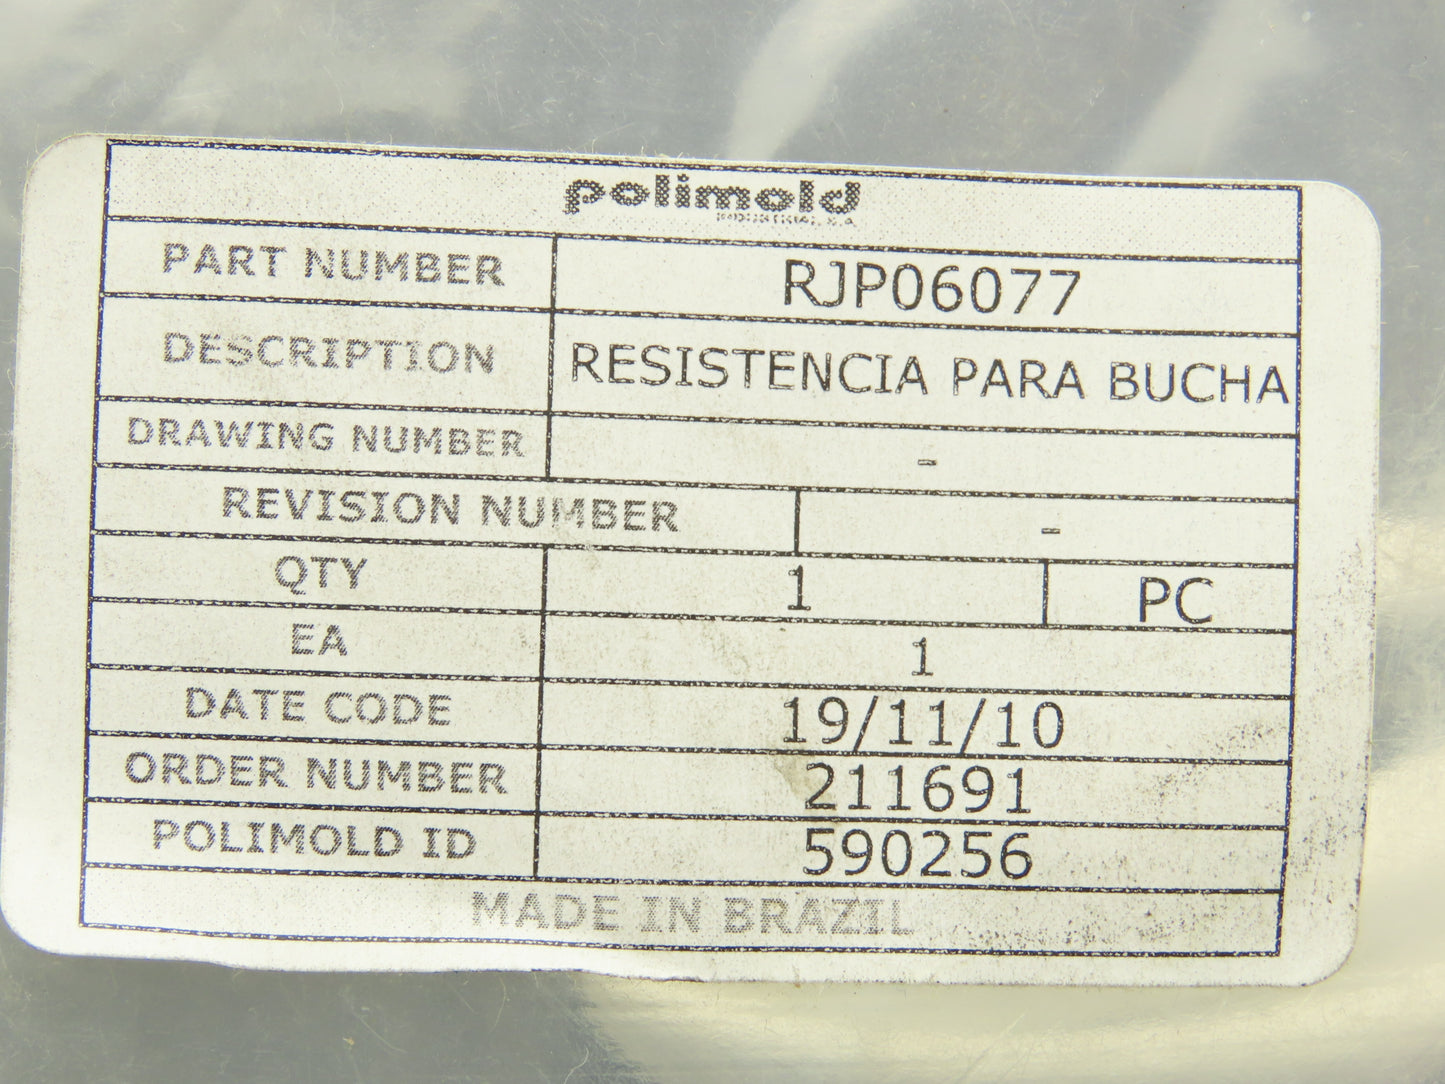 polimold
INDUSTRIAL S.A.
PART NUMBER RJP06077
DESCRIPTION RESISTENCIA PARA BUCHA
DRAWING NUMBER -
REVISION NUMBER -
QTY 1 PC
EA 1
DATE CODE 19/11/10
ORDER NUMBER 211691
POLIMOLD ID 590256
MADE IN BRAZIL